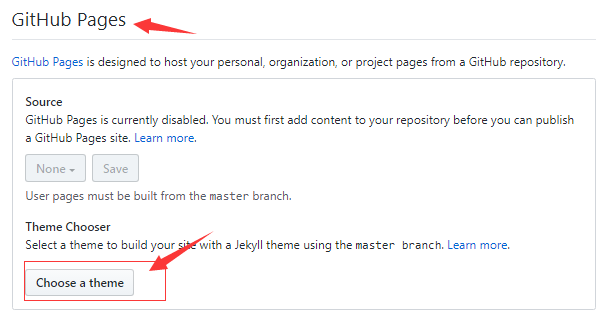 GitHub Pages
GitHub Pages is designed to host your personal, organization, or project pages from a GitHub repository.
Source
GitHub Pages is currently disabled. You must first add content to your repository before you can publish
a GitHub Pages site. Learn more.
None Save
User pages must be built from the master branch.
Theme Chooser
Select a theme to build your site with a Jekyll theme using the master branch. Learn more.
Choose a theme